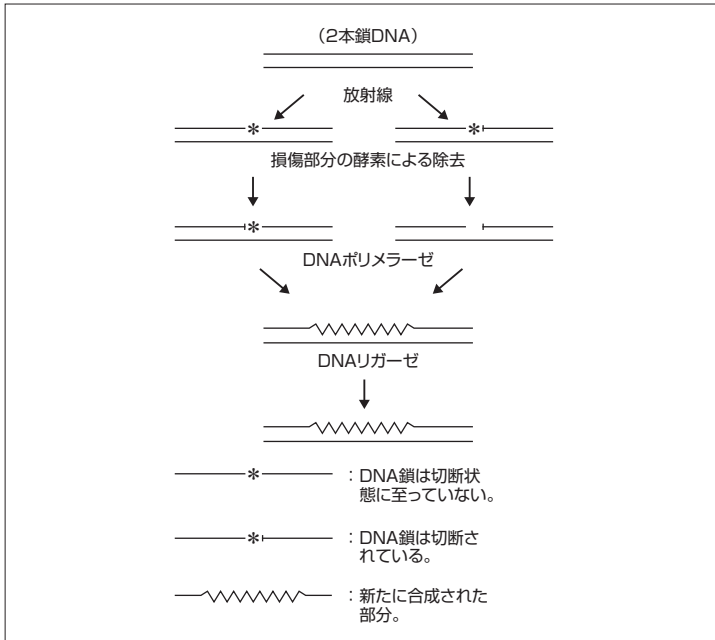 （2本鎖DNA）
放射線
損傷部分の酵素による除去
DNAポリメラーゼ
DNAリガーゼ
：DNA鎖は切断状
態に至っていない。
：DNA鎖は切断さ
れている。
：新たに合成された
部分。